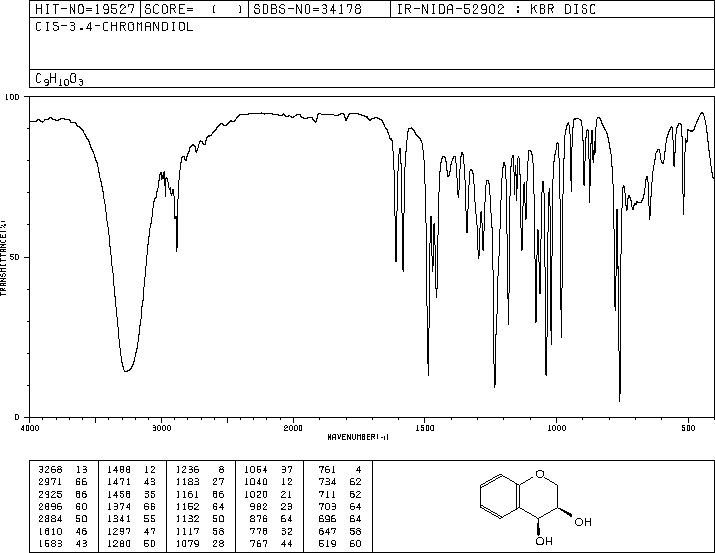 HIT-NO=19527 SCORE= ( ) SDBS-NO=34178 IR-NIDA-52902 : KBR DISC
CIS-3,4-CHROMANDIOL
C9H10O3
100
50
0
TRANSMITTANCE(%)
4000 3000 2000 1500 1000 500
WAVENUMBER(-1)
3268 13 1488 12 1236 8 1064 37 761 4
2971 66 1471 43 1183 27 1040 12 734 62
2925 66 1458 35 1161 66 1020 21 711 62
2896 60 1374 66 1152 64 982 23 703 64
2884 50 1341 55 1132 50 876 64 696 64
1610 46 1297 47 1117 58 778 32 647 58
1583 43 1280 50 1079 28 767 44 519 60
O
OH
OH